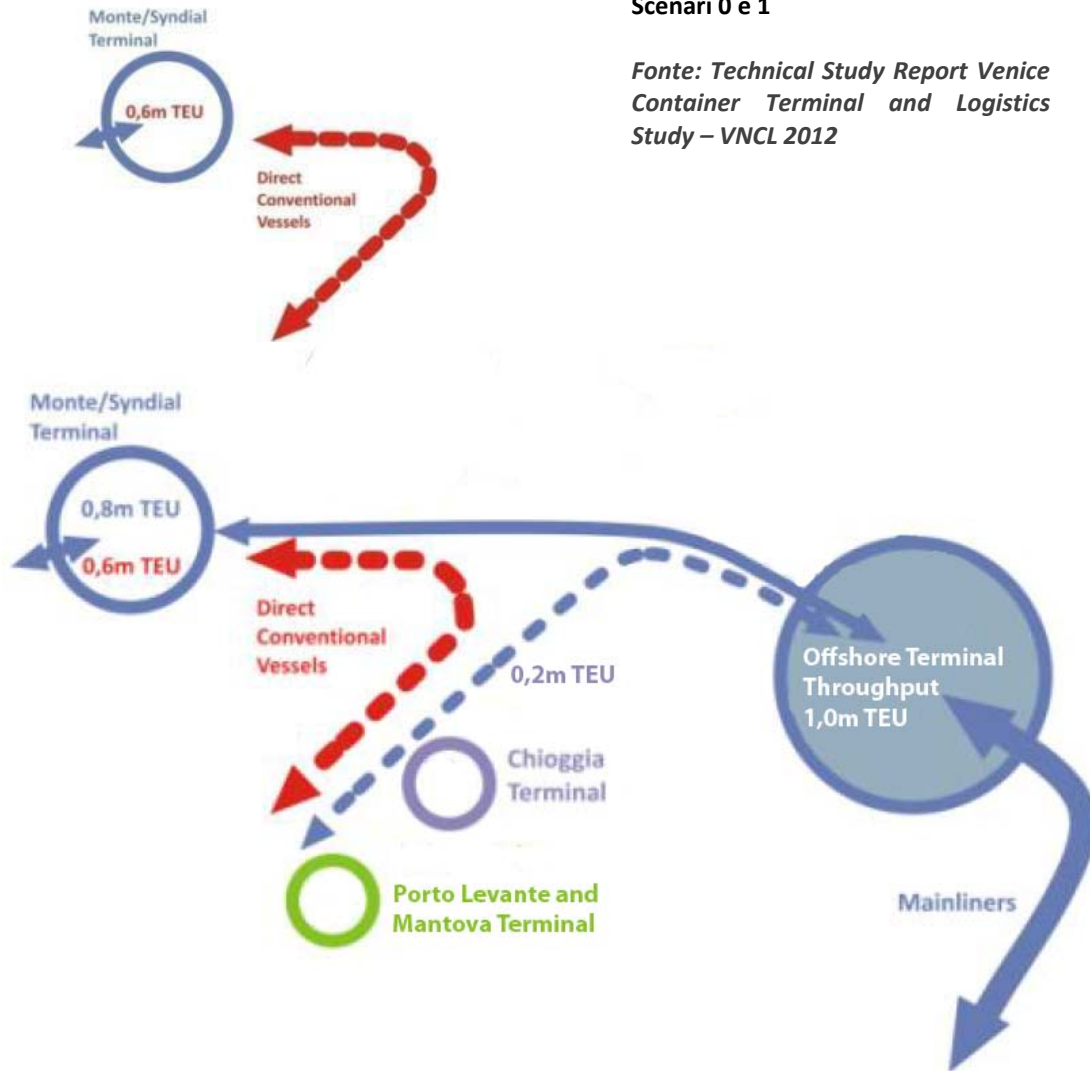 Scenari 0 e 1
Fonte: Technical Study Report Venice
Container Terminal and Logistics
Study – VNCL 2012
Monte/Syndial
Terminal
0,6m TEU
Direct
Conventional
Vessels
Monte/Syndial
Terminal
0,8m TEU
0,6m TEU
Direct
Conventional
Vessels
0,2m TEU
Offshore Terminal
Throughput
1,0m TEU
Chioggia
Terminal
Porto Levante and
Mantova Terminal
Mainliners